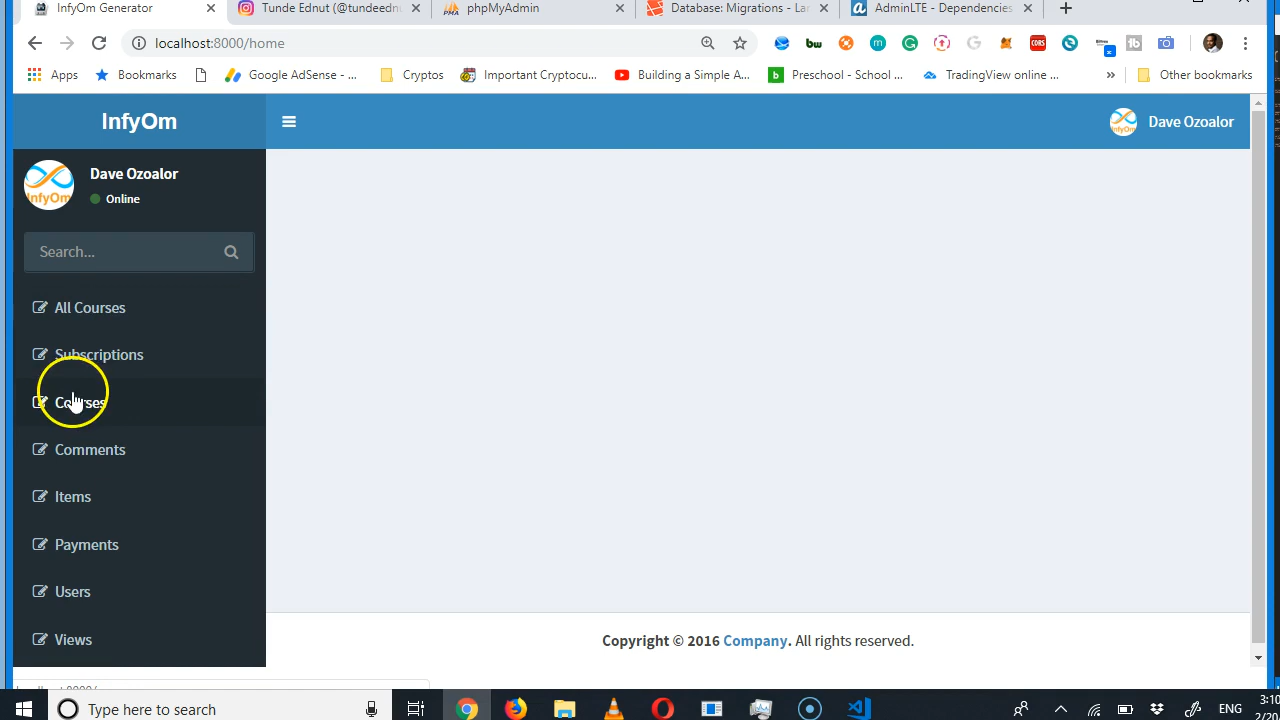 InfyOm Generator
Tunde Ednut (@tundeedn
phpMyAdmin
Database: Migrations - La
AdminLTE - Dependencies
localhost:8000/home
Apps
Bookmarks
Google AdSense - ...
Cryptos
Important Cryptocu...
Building a Simple A...
Preschool - School ...
TradingView online ...
Other bookmarks
InfyOm
Dave Ozoalor
InfyOm
Dave Ozoalor
Online
Search...
All Courses
Subscriptions
Courses
Comments
Items
Payments
Users
Views
Copyright © 2016 Company. All rights reserved.
Type here to search
ENG
3:10